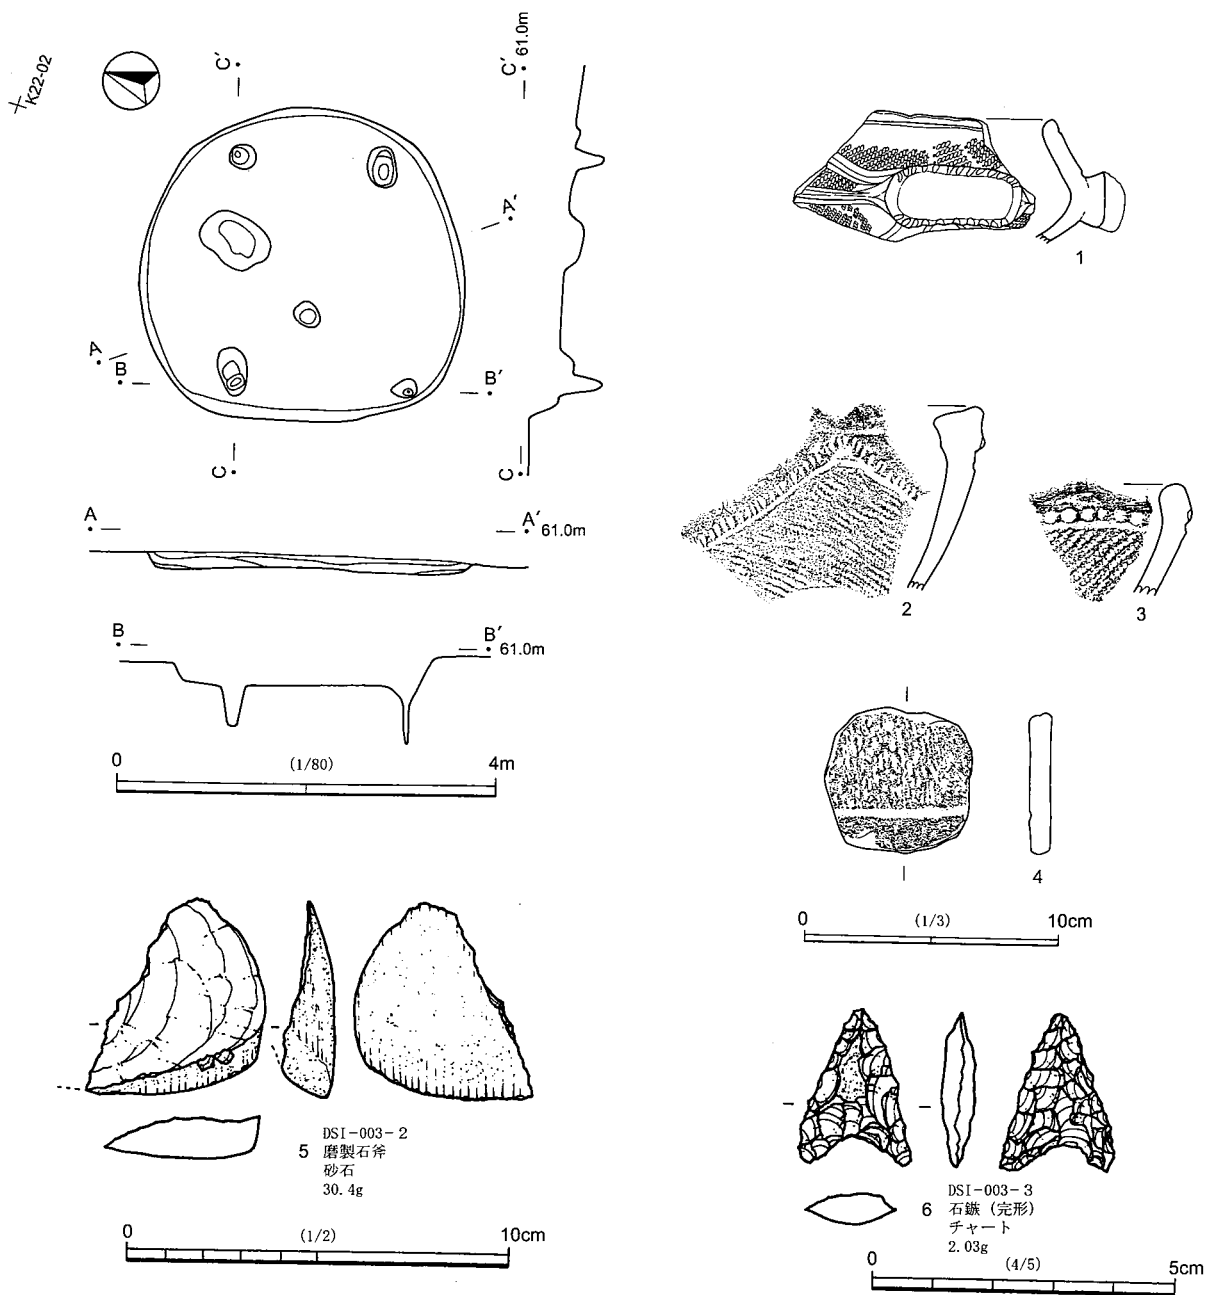 K22-02
C′
C′
61.0m
A′
A
B
B′
C
C
A
A′
61.0m
B
B′
61.0m
0
(1/80)
4m
1
2
3
4
0
(1/3)
10cm
5
DSI-003-2
磨製石斧
砂石
30.4g
0
(1/2)
10cm
6
DSI-003-3
石鏃（完形）
チャート
2.03g
0
(4/5)
5cm